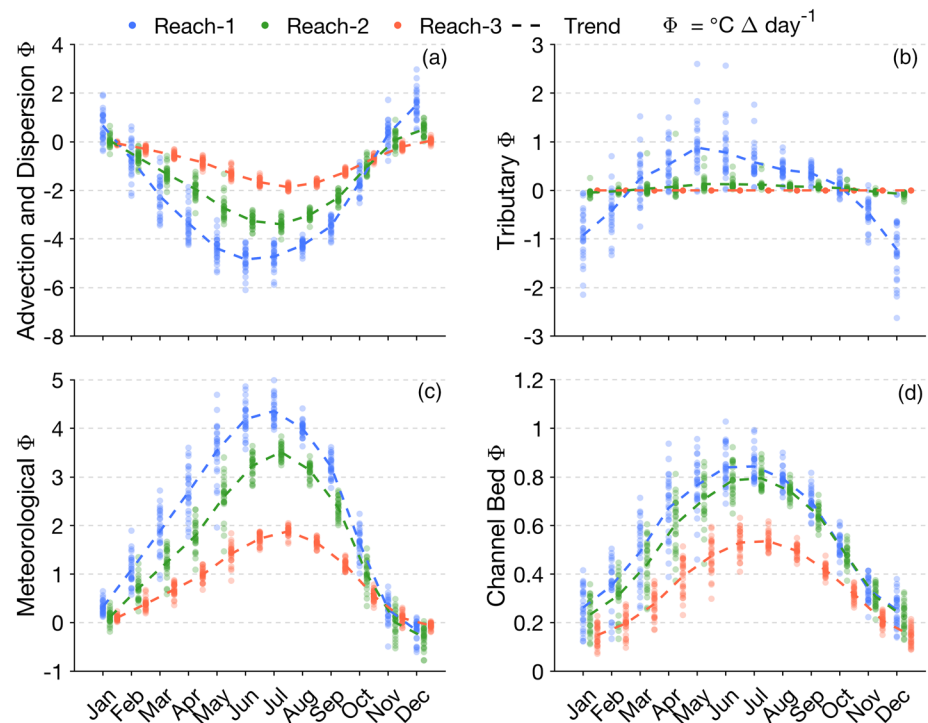 Reach-1 Reach-2 Reach-3 Trend Φ = °C Δ day⁻¹
(a)
Advection and Dispersion Φ
4
2
0
-2
-4
-6
-8
(b)
Tributary Φ
3
2
1
0
-1
-2
-3
(c)
Meteorological Φ
5
4
3
2
1
0
-1
Jan Feb Mar Apr May Jun Jul Aug Sep Oct Nov Dec
(d)
Channel Bed Φ
1.2
1
0.8
0.6
0.4
0.2
0
Jan Feb Mar Apr May Jun Jul Aug Sep Oct Nov Dec